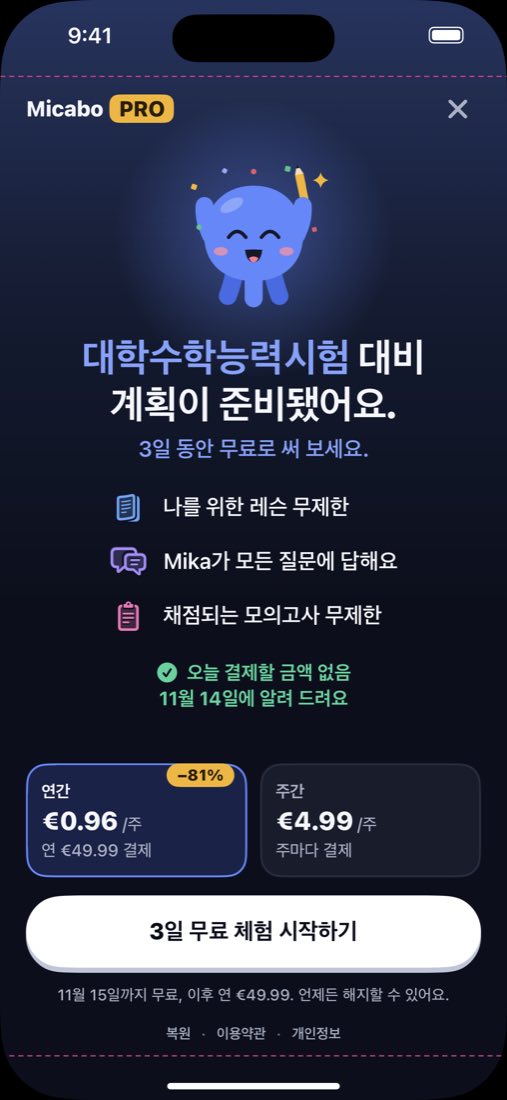 9:41
Micabo PRO
대학수학능력시험 대비
계획이 준비됐어요.
3일 동안 무료로 써 보세요.
나를 위한 레슨 무제한
Mika가 모든 질문에 답해요
채점되는 모의고사 무제한
오늘 결제할 금액 없음
11월 14일에 알려 드려요
−81%
연간
€0.96 /주
연 €49.99 결제
주간
€4.99 /주
주마다 결제
3일 무료 체험 시작하기
11월 15일까지 무료, 이후 연 €49.99. 언제든 해지할 수 있어요.
복원 · 이용약관 · 개인정보